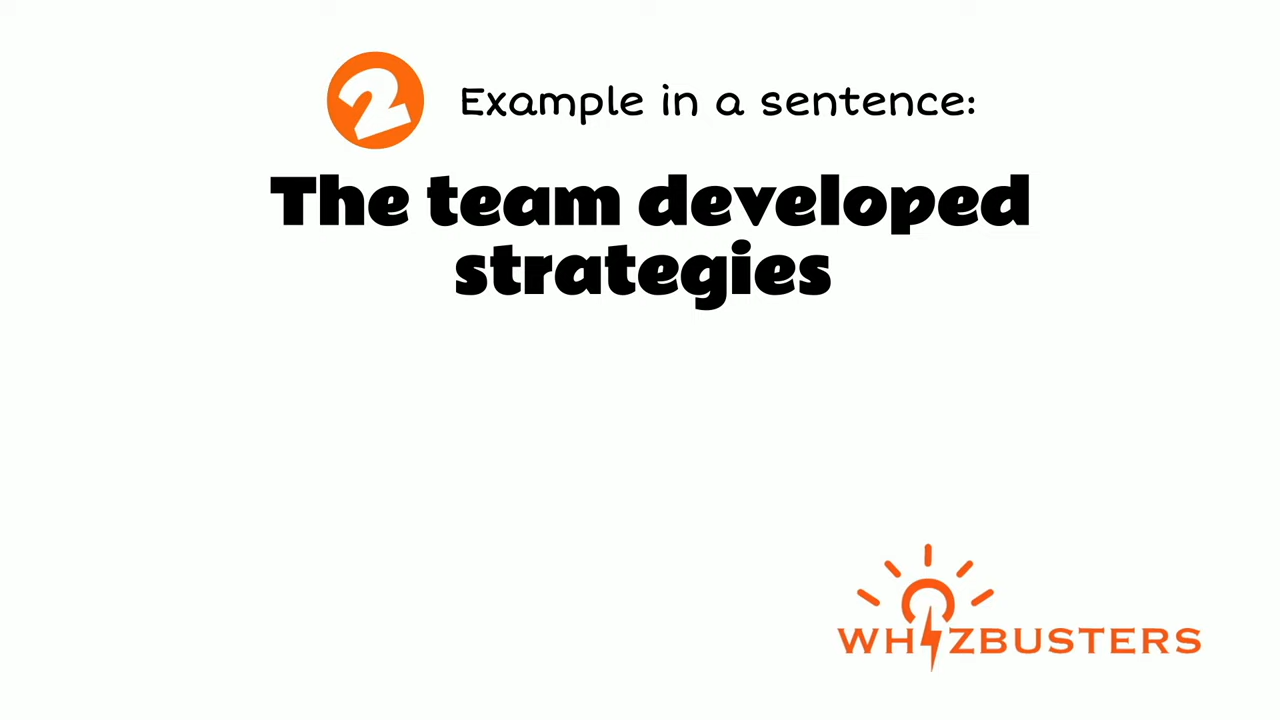 2 Example in a sentence:
The team developed
strategies
WHIZBUSTERS